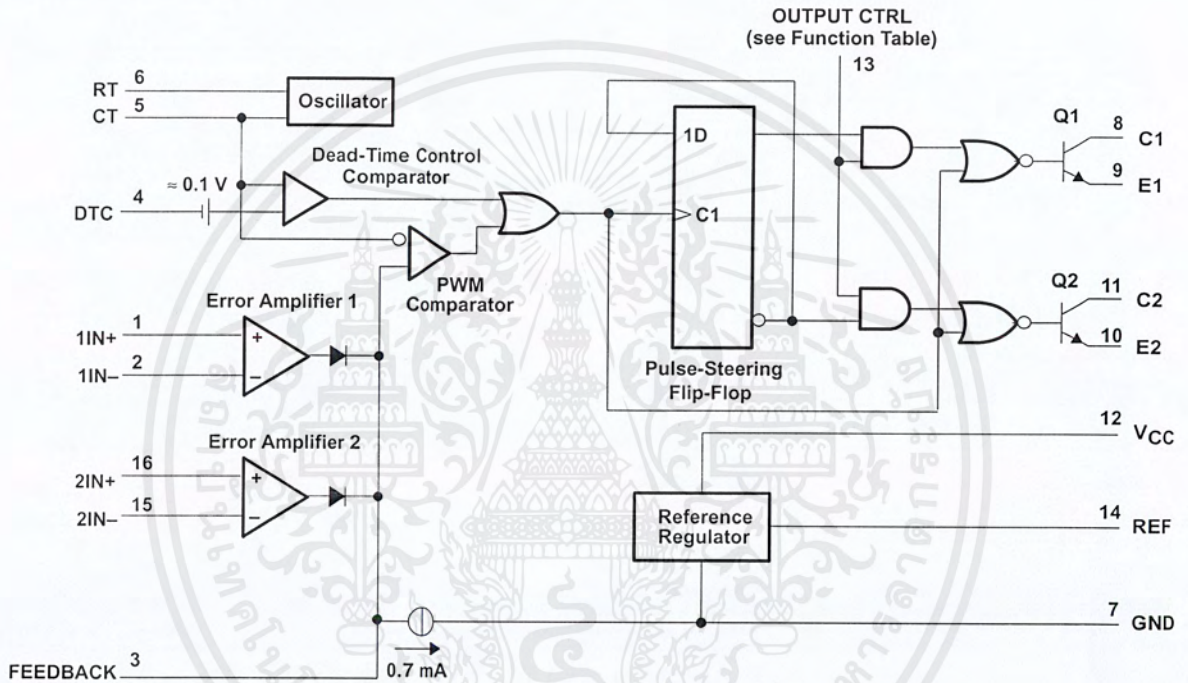 OUTPUT CTRL
(see Function Table)
13
6
RT
5
CT
Oscillator
Dead-Time Control
Comparator
≈ 0.1 V
4
DTC
PWM
Comparator
1D
C1
Pulse-Steering
Flip-Flop
Q1
8
C1
9
E1
Q2
11
C2
10
E2
Error Amplifier 1
1
1IN+
+
2
1IN–
–
Error Amplifier 2
16
2IN+
+
15
2IN–
–
12
VCC
Reference
Regulator
14
REF
7
GND
0.7 mA
3
FEEDBACK